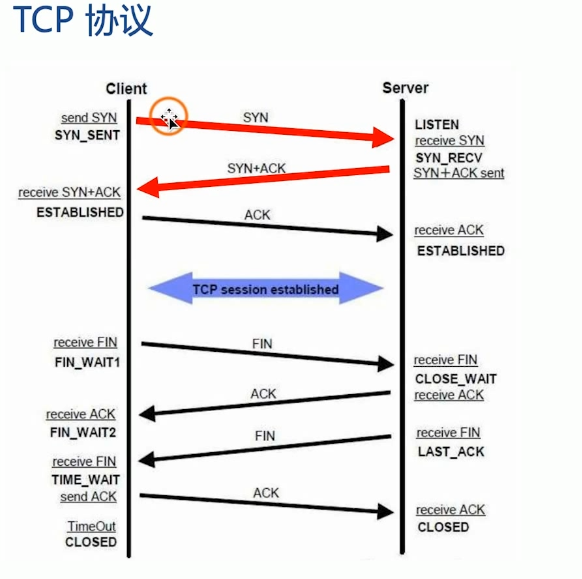 TCP 协议
Client Server
send SYN
SYN_SENT
SYN
LISTEN
receive SYN
SYN_RECV
SYN+ACK sent
SYN+ACK
receive SYN+ACK
ESTABLISHED
ACK
receive ACK
ESTABLISHED
TCP session established
receive FIN
FIN_WAIT1
FIN
receive FIN
CLOSE_WAIT
receive ACK
ACK
receive ACK
FIN_WAIT2
FIN
receive FIN
LAST_ACK
receive FIN
TIME_WAIT
send ACK
ACK
receive ACK
CLOSED
TimeOut
CLOSED